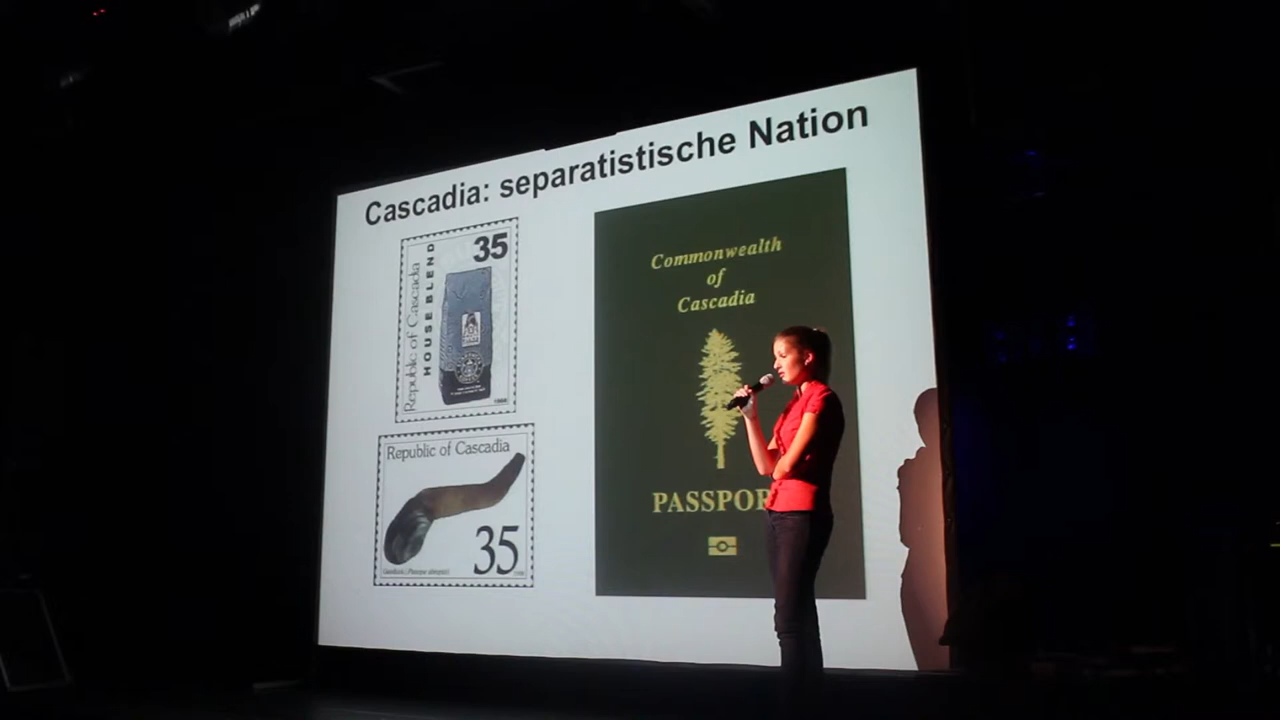 Cascadia: separatistische Nation
Republic of Cascadia
HOUSE BLEND
35
Republic of Cascadia
35
Commonwealth
of
Cascadia
PASSPOR